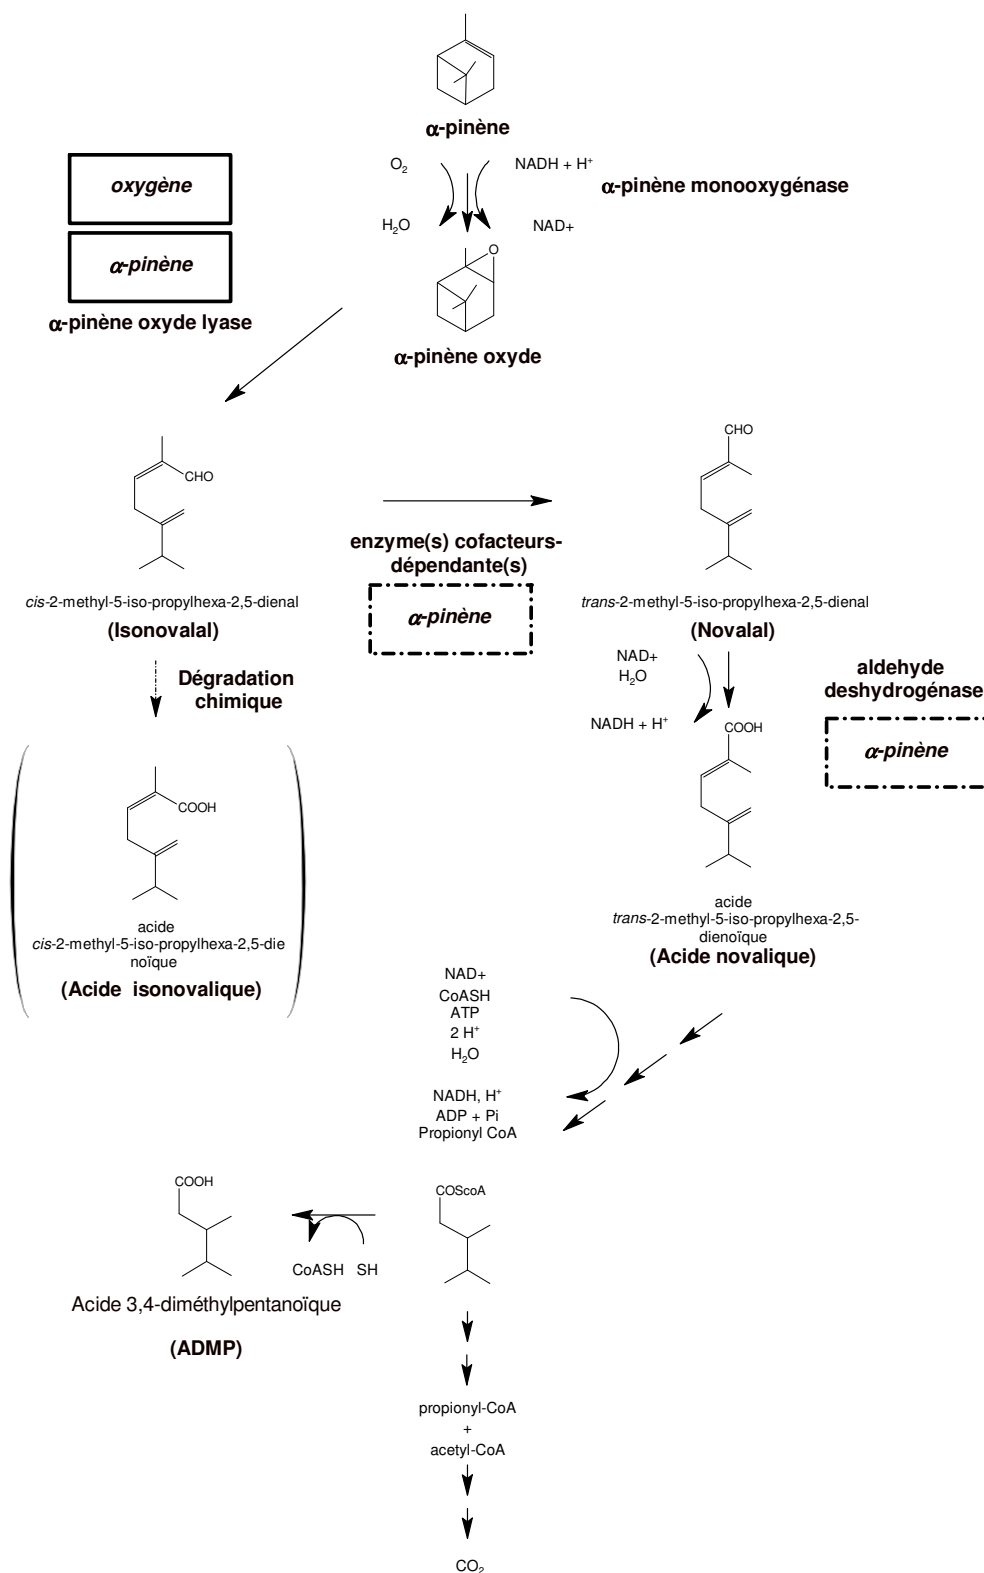 α-pinène
O₂
NADH + H⁺
α-pinène monooxygénase
oxygène
H₂O
NAD+
α-pinène
O
α-pinène oxyde lyase
α-pinène oxyde
CHO
CHO
enzyme(s) cofacteurs-
dépendante(s)
α-pinène
cis-2-methyl-5-iso-propylhexa-2,5-dienal
(Isonovalal)
trans-2-methyl-5-iso-propylhexa-2,5-dienal
(Novalal)
Dégradation
chimique
NAD+
H₂O
NADH + H⁺
aldehyde
deshydrogénase
α-pinène
COOH
COOH
acide
cis-2-methyl-5-iso-propylhexa-2,5-die
noïque
(Acide isonovalique)
acide
trans-2-methyl-5-iso-propylhexa-2,5-
dienoïque
(Acide novalique)
NAD+
CoASH
ATP
2 H⁺
H₂O
NADH, H⁺
ADP + Pi
Propionyl CoA
COOH
COScoA
CoASH
SH
Acide 3,4-diméthylpentanoïque
(ADMP)
propionyl-CoA
+
acetyl-CoA
CO₂